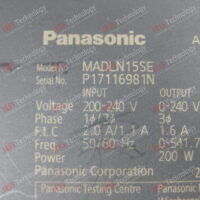 Panasonic
Model No. MADLN15SE
Serial No. P17116981N
INPUT OUTPUT
Voltage 200-240 V 0-240 V
Phase 1ϕ/3ϕ 3ϕ
F.L.C 2.0 A/1.1 A 1.6 A
Freq. 50/60 Hz
Power 200 W
Panasonic Corporation
Panasonic Testing Centre